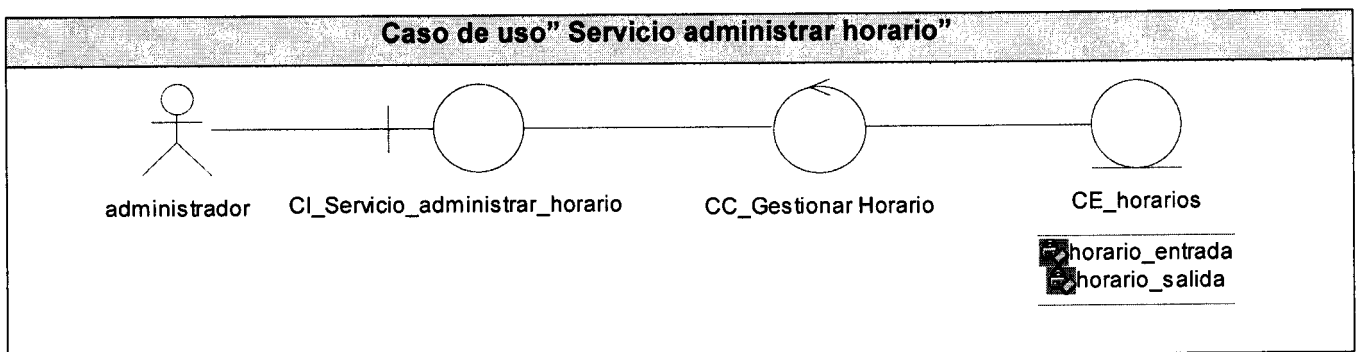 Caso de uso” Servicio administrar horario”
administrador
CI_Servicio_administrar_horario
CC_Gestionar Horario
CE_horarios
horario_entrada
horario_salida